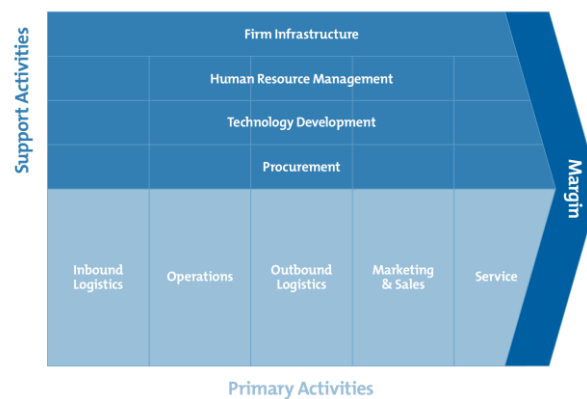 Support Activities
Firm Infrastructure
Human Resource Management
Technology Development
Procurement
Margin
Inbound
Logistics
Operations
Outbound
Logistics
Marketing
& Sales
Service
Primary Activities